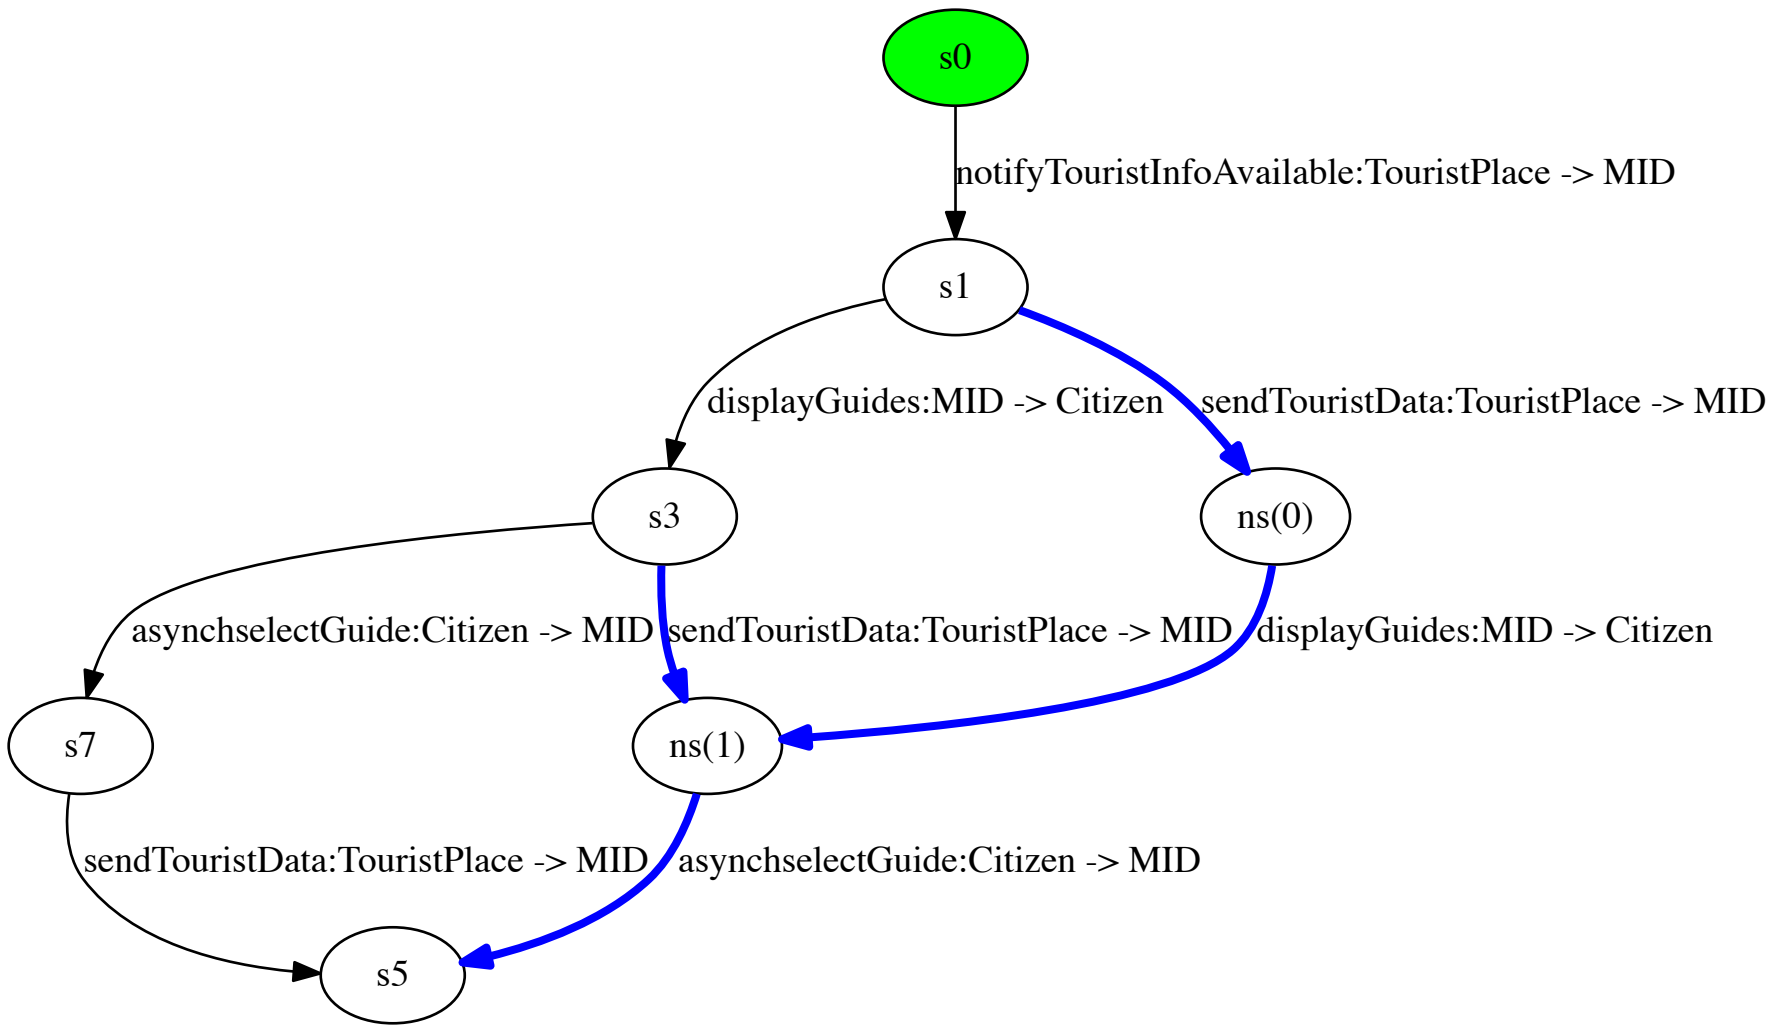 s0
notifyTouristInfoAvailable:TouristPlace -> MID
s1
displayGuides:MID -> Citizen
sendTouristData:TouristPlace -> MID
s3
ns(0)
asynchselectGuide:Citizen -> MID
sendTouristData:TouristPlace -> MID
displayGuides:MID -> Citizen
s7
ns(1)
sendTouristData:TouristPlace -> MID
asynchselectGuide:Citizen -> MID
s5